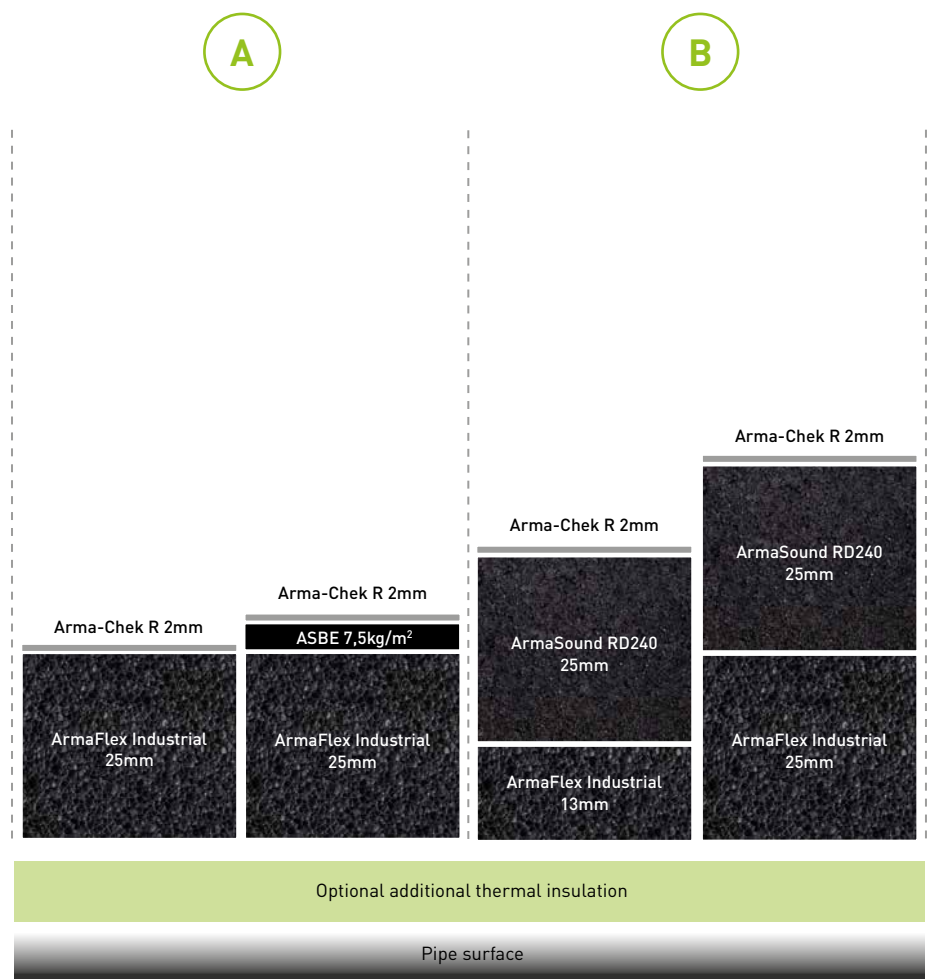 A
B
Arma-Chek R 2mm
ArmaFlex Industrial
25mm
Arma-Chek R 2mm
ASBE 7,5kg/m²
ArmaFlex Industrial
25mm
Arma-Chek R 2mm
ArmaSound RD240
25mm
ArmaFlex Industrial
13mm
Arma-Chek R 2mm
ArmaSound RD240
25mm
ArmaFlex Industrial
25mm
Optional additional thermal insulation
Pipe surface